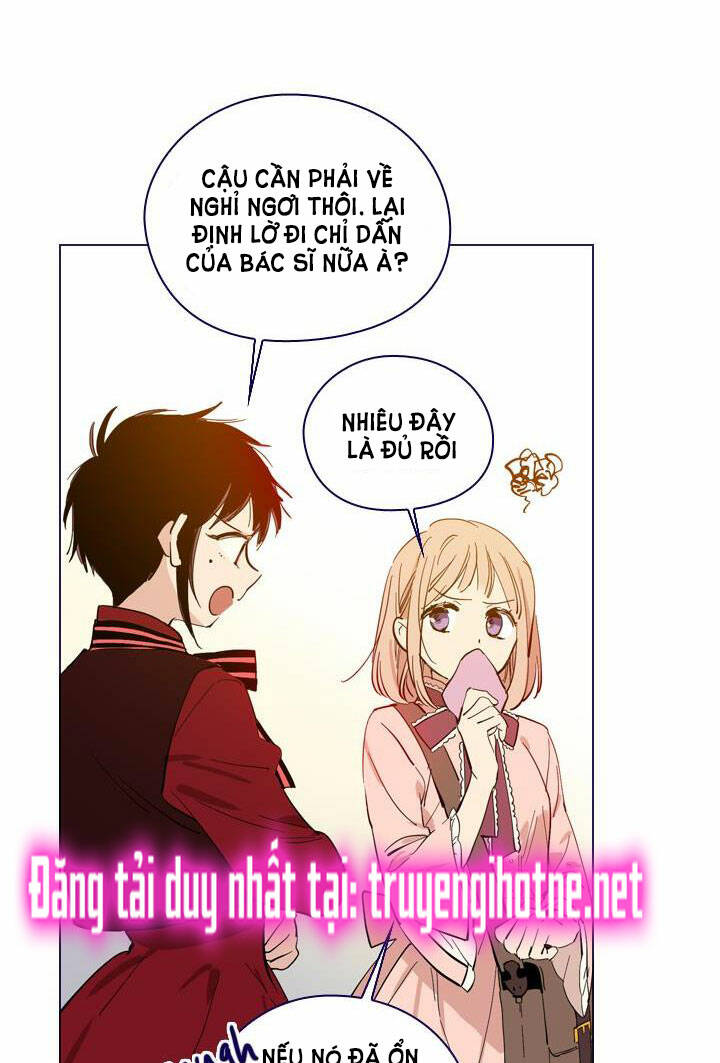 CẬU CẦN PHẢI VỀ
NGHỈ NGƠI THÔI. LẠI
ĐỊNH LỜ ĐI CHỈ DẪN
CỦA BÁC SĨ NỮA À?
NHIÊU ĐÂY
LÀ ĐỦ RỒI
Đăng tải duy nhất tại: truyengihotne.net
NẾU NÓ ĐÃ ỔN